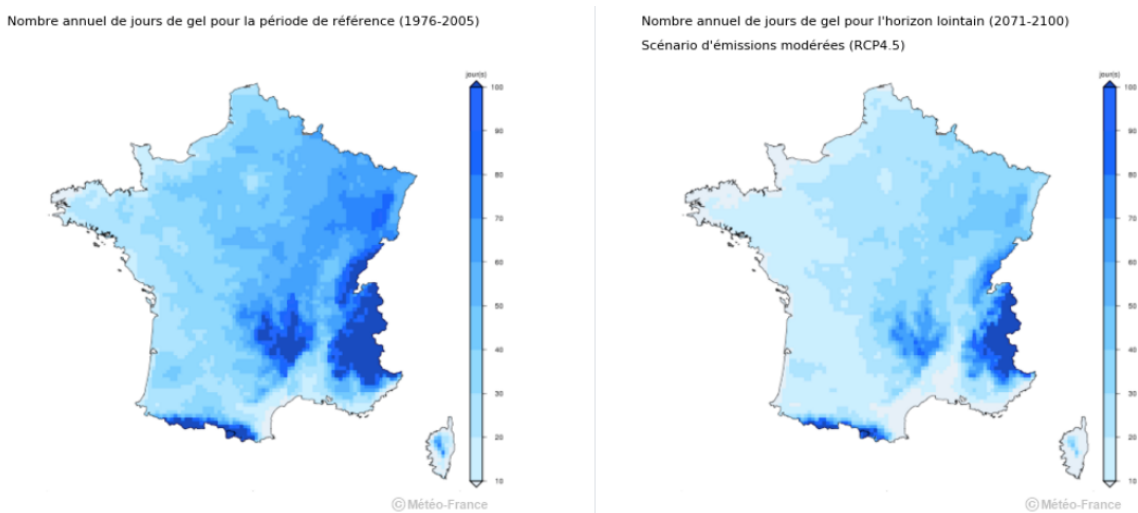 Nombre annuel de jours de gel pour la période de référence (1976-2005)
jour(s)
100
90
80
70
60
50
40
30
20
10
© Météo-France
Nombre annuel de jours de gel pour l'horizon lointain (2071-2100)
Scénario d'émissions modérées (RCP4.5)
jour(s)
100
90
80
70
60
50
40
30
20
10
© Météo-France